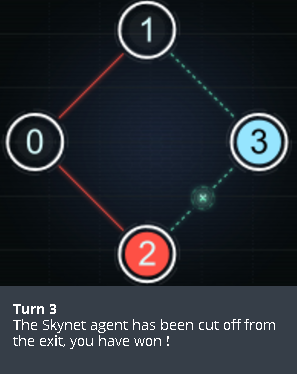 1
0
3
2
Turn 3
The Skynet agent has been cut off from
the exit, you have won !